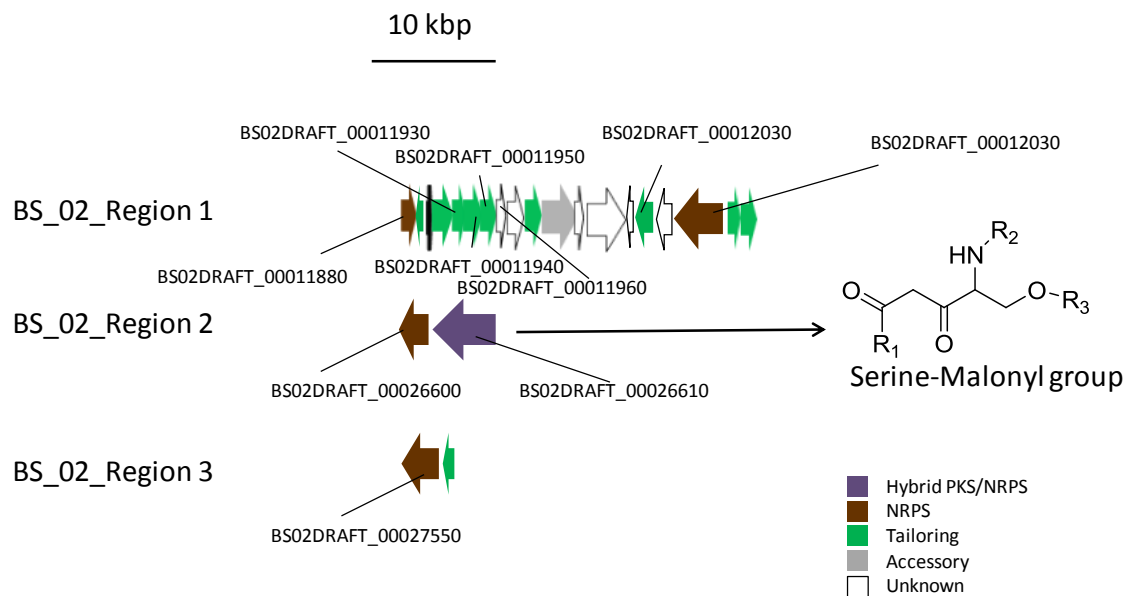 10 kbp
BS02DRAFT_00011930
BS02DRAFT_00012030
BS02DRAFT_00012030
BS02DRAFT_00011950
BS_02_Region 1
BS02DRAFT_00011880
BS02DRAFT_00011940
BS02DRAFT_00011960
R2
HN
O
O
R3
R1
O
Serine-Malonyl group
BS_02_Region 2
BS02DRAFT_00026600
BS02DRAFT_00026610
BS_02_Region 3
BS02DRAFT_00027550
Hybrid PKS/NRPS
NRPS
Tailoring
Accessory
Unknown